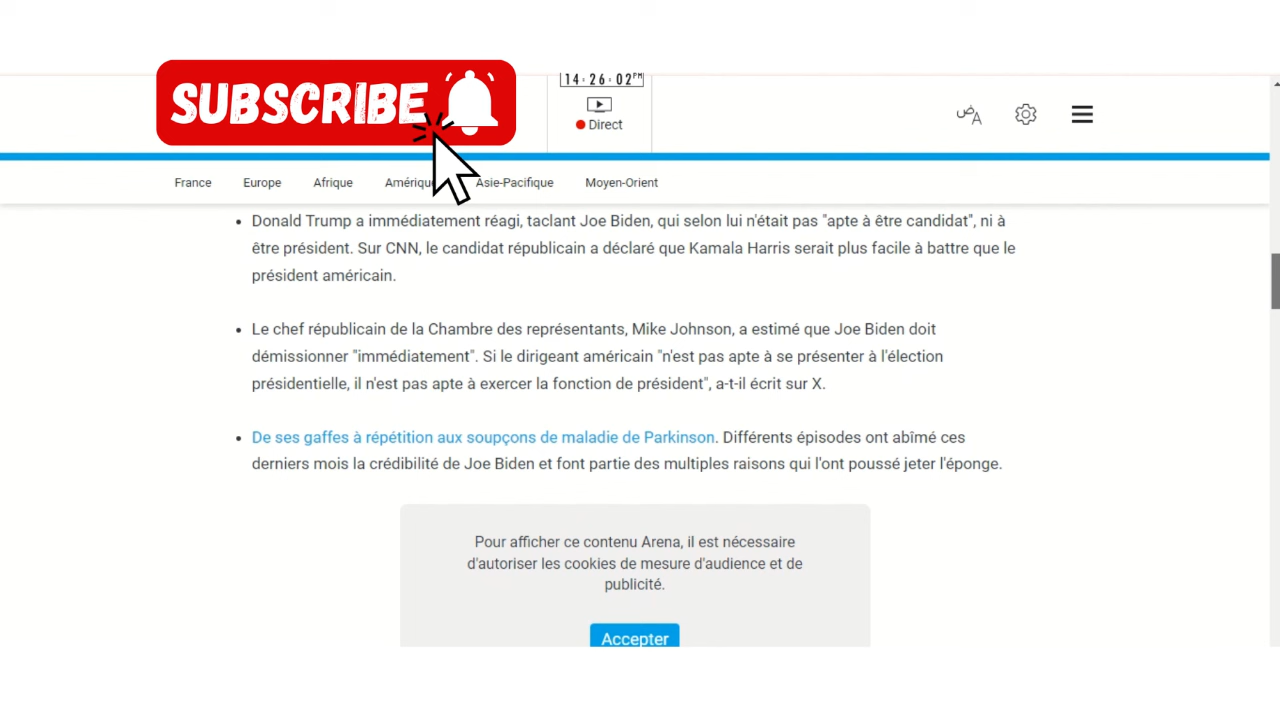 SUBSCRIBE
14:26:02PM
Direct
ض A
France Europe Afrique Amériqu Asie-Pacifique Moyen-Orient
• Donald Trump a immédiatement réagi, taclant Joe Biden, qui selon lui n'était pas "apte à être candidat", ni à
être président. Sur CNN, le candidat républicain a déclaré que Kamala Harris serait plus facile à battre que le
président américain.
• Le chef républicain de la Chambre des représentants, Mike Johnson, a estimé que Joe Biden doit
démissionner "immédiatement". Si le dirigeant américain "n'est pas apte à se présenter à l'élection
présidentielle, il n'est pas apte à exercer la fonction de président", a-t-il écrit sur X.
• De ses gaffes à répétition aux soupçons de maladie de Parkinson. Différents épisodes ont abîmé ces
derniers mois la crédibilité de Joe Biden et font partie des multiples raisons qui l'ont poussé jeter l'éponge.
Pour afficher ce contenu Arena, il est nécessaire
d'autoriser les cookies de mesure d'audience et de
publicité.
Accepter